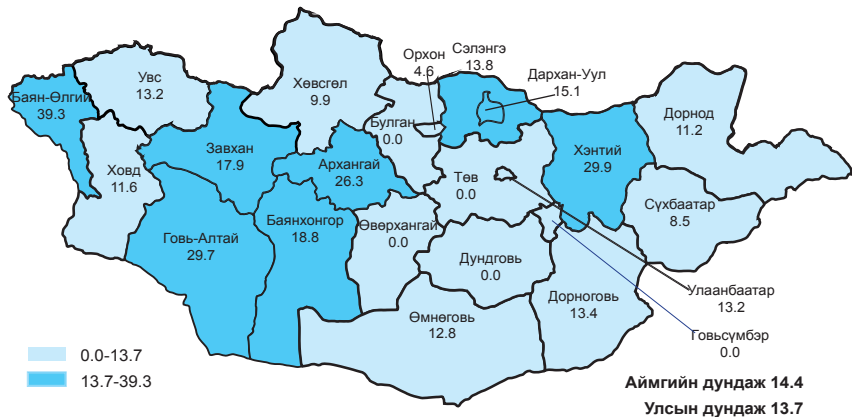 Орхон
4.6
Сэлэнгэ
13.8
Увс
13.2
Хөвсгөл
9.9
Дархан-Уул
15.1
Баян-Өлгий
39.3
Булган
0.0
Дорнод
11.2
Завхан
17.9
Архангай
26.3
Хэнтий
29.9
Ховд
11.6
Төв
0.0
Сүхбаатар
8.5
Говь-Алтай
29.7
Баянхонгор
18.8
Өвөрхангай
0.0
Дундговь
0.0
Улаанбаатар
13.2
Дорноговь
13.4
Өмнөговь
12.8
Говьсүмбэр
0.0
0.0-13.7
13.7-39.3
Аймгийн дундаж 14.4
Улсын дундаж 13.7